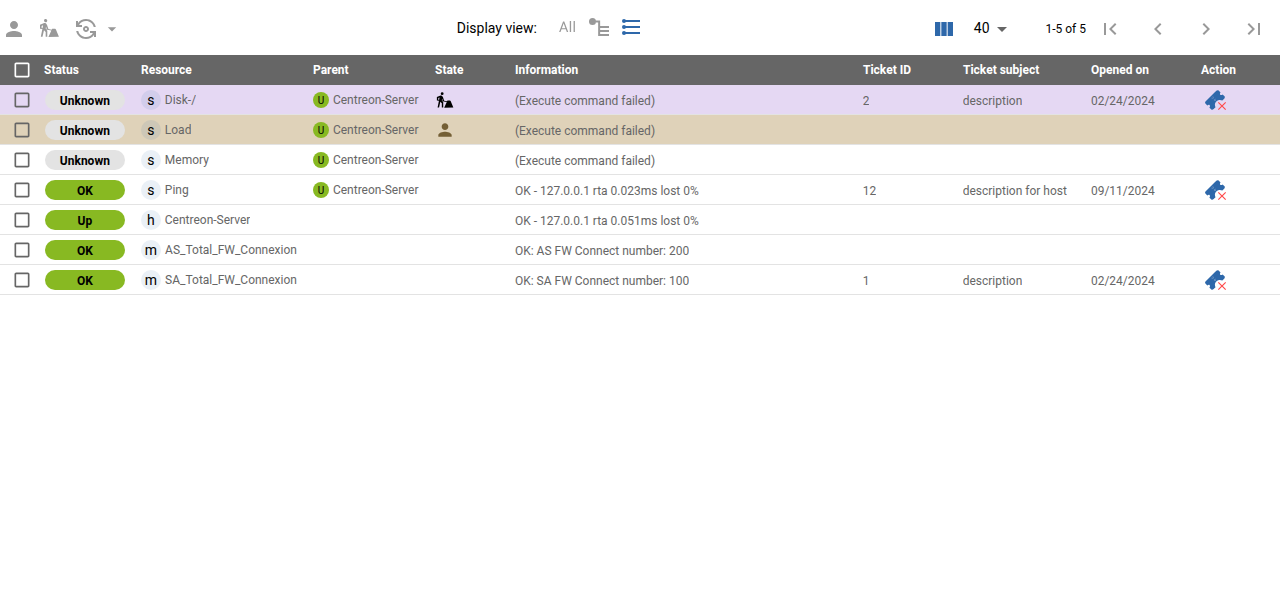 Display view: All 40 1-5 of 5
Status Resource Parent State Information Ticket ID Ticket subject Opened on Action
Unknown s Disk-/ U Centreon-Server (Execute command failed) 2 description 02/24/2024
Unknown s Load U Centreon-Server (Execute command failed)
Unknown s Memory U Centreon-Server (Execute command failed)
OK s Ping U Centreon-Server OK - 127.0.0.1 rta 0.023ms lost 0% 12 description for host 09/11/2024
Up h Centreon-Server OK - 127.0.0.1 rta 0.051ms lost 0%
OK m AS_Total_FW_Connexion OK: AS FW Connect number: 200
OK m SA_Total_FW_Connexion OK: SA FW Connect number: 100 1 description 02/24/2024